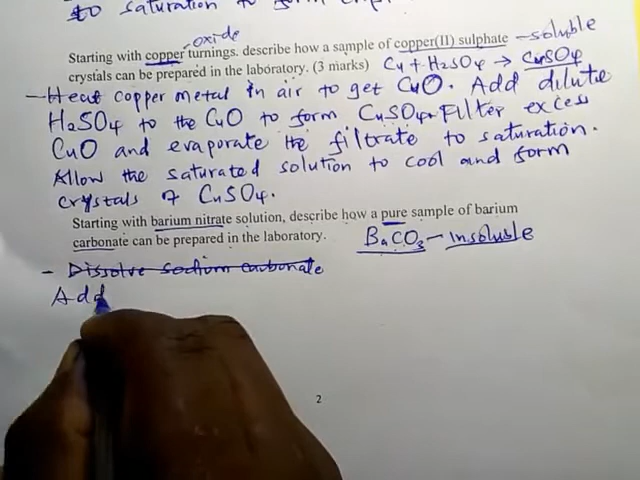 to saturation to form
oxide
Starting with copper turnings. describe how a sample of copper(II) sulphate - soluble
crystals can be prepared in the laboratory. (3 marks) Cu + H2SO4 → CuSO4
- Heat copper metal in air to get CuO. Add dilute
H2SO4 to the CuO to form CuSO4. Filter excess
CuO and evaporate the filtrate to saturation.
Allow the saturated solution to cool and form
crystals of CuSO4.
Starting with barium nitrate solution, describe how a pure sample of barium
carbonate can be prepared in the laboratory. BaCO3 - insoluble
- Dissolve sodium carbonate
Add
2